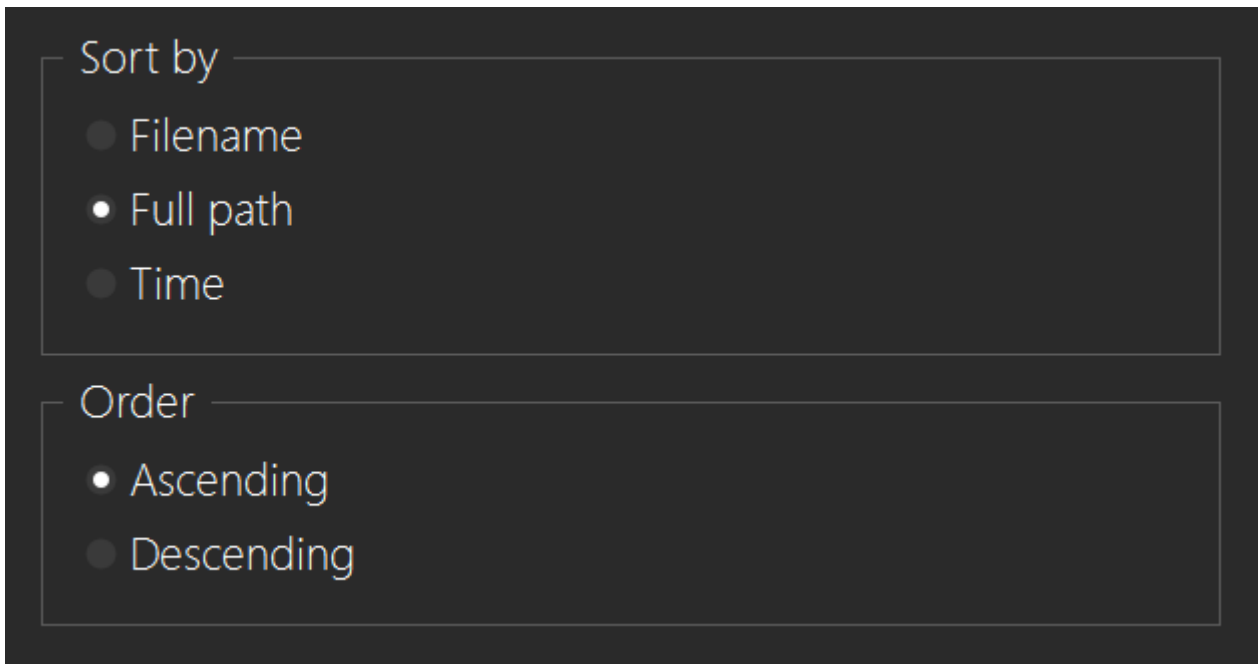 Sort by
Filename
Full path
Time
Order
Ascending
Descending